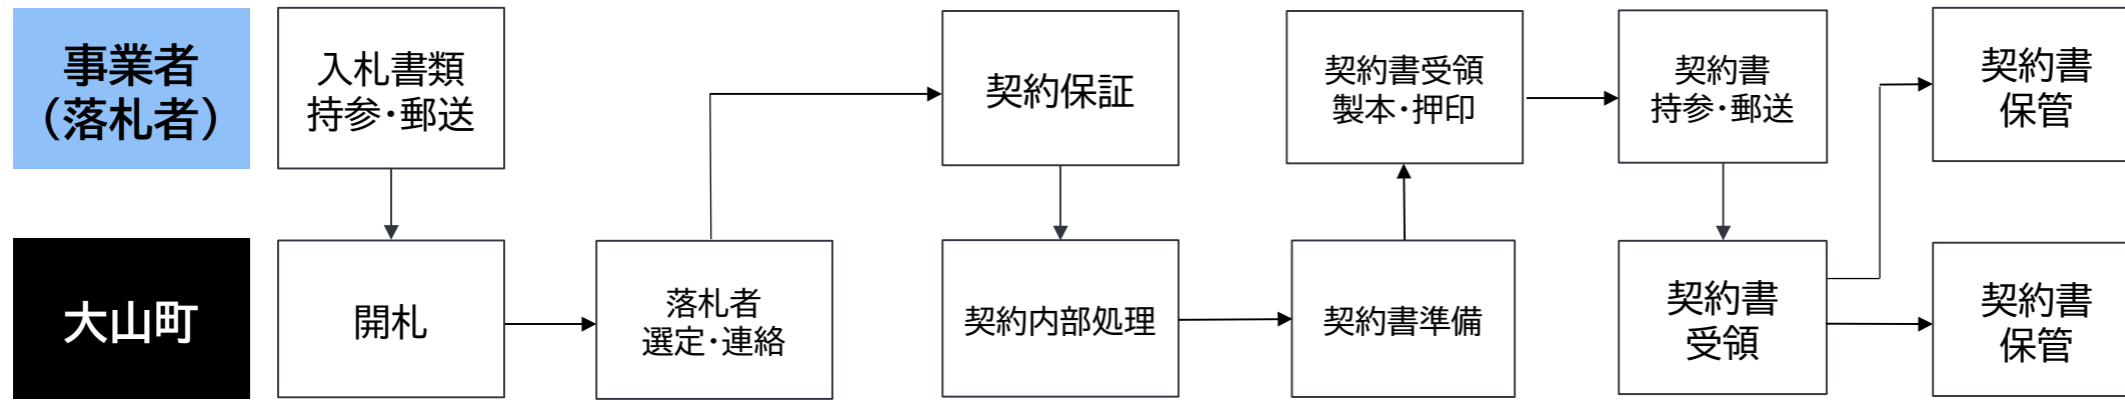 事業者
（落札者）
入札書類
持参・郵送
契約保証
契約書受領
製本・押印
契約書
持参・郵送
契約書
保管
大山町
開札
落札者
選定・連絡
契約内部処理
契約書準備
契約書
受領
契約書
保管